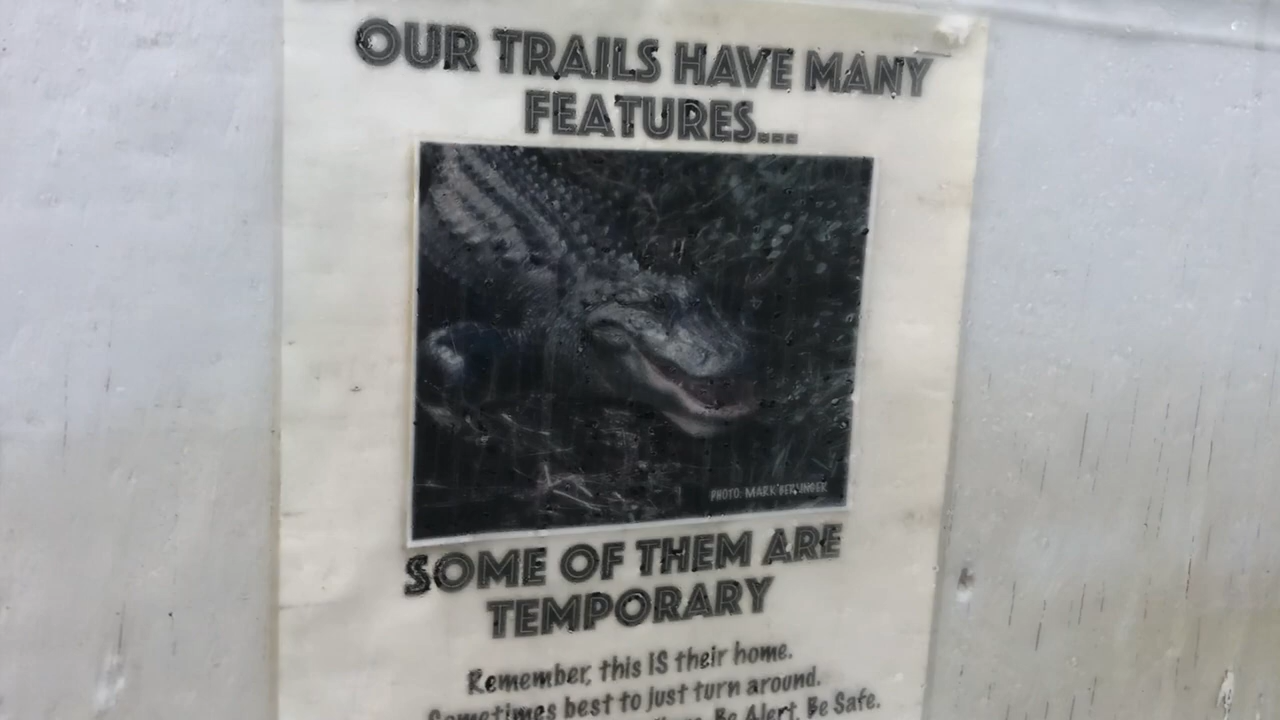 OUR TRAILS HAVE MANY
FEATURES...
PHOTO: MARK
SOME OF THEM ARE
TEMPORARY
Remember, this IS their home.
Sometimes best to just turn around.
Be Alert. Be Safe.